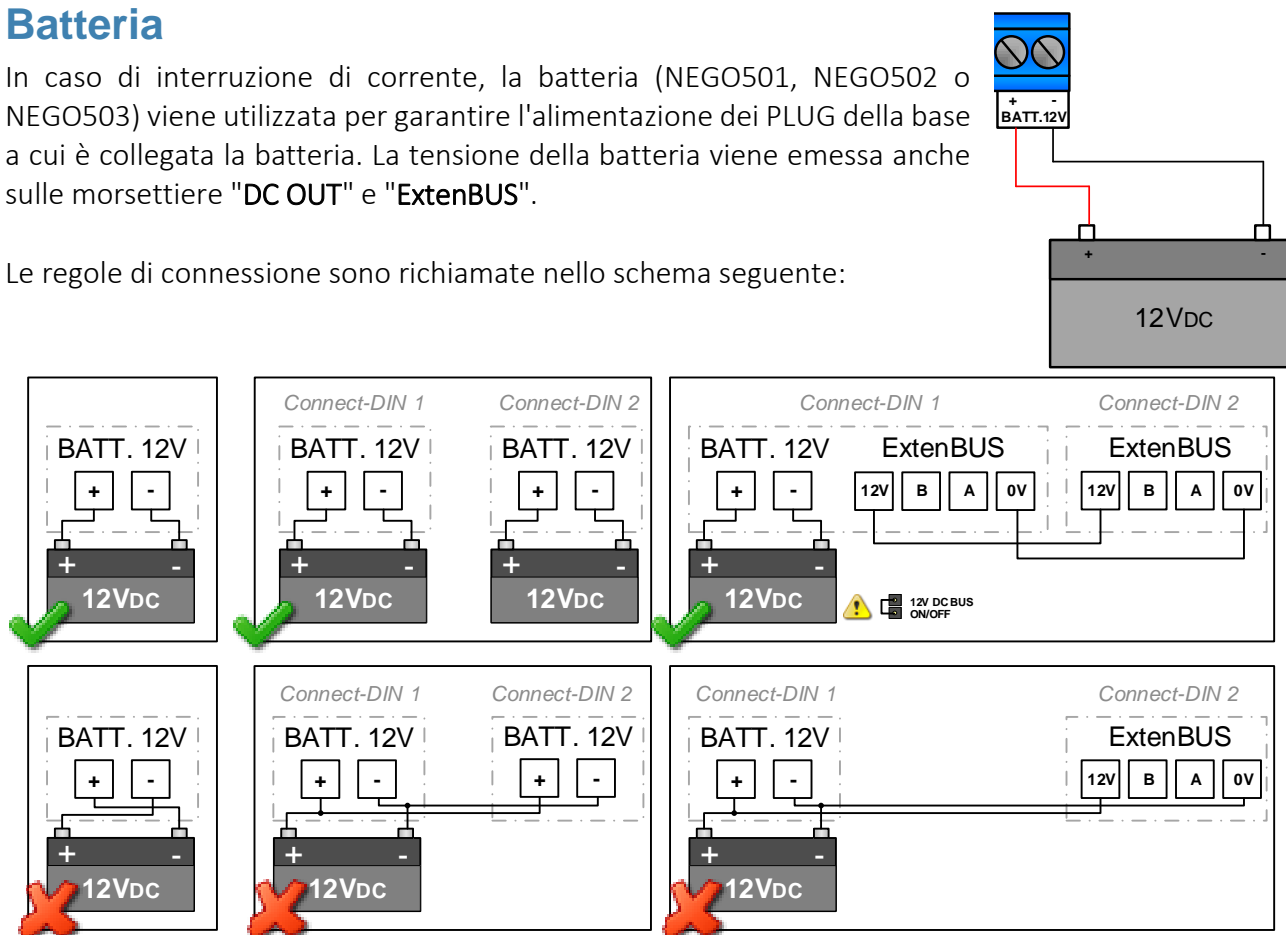 Batteria
In caso di interruzione di corrente, la batteria (NEGO501, NEGO502 o
NEGO503) viene utilizzata per garantire l'alimentazione dei PLUG della base
a cui è collegata la batteria. La tensione della batteria viene emessa anche
sulle morsettiere "DC OUT" e "ExtenBUS".
+ -
BATT.12V
+ -
12VDC
Le regole di connessione sono richiamate nello schema seguente:
BATT. 12V
+ -
+ -
12VDC
Connect-DIN 1 Connect-DIN 2
BATT. 12V BATT. 12V
+ - + -
+ - + -
12VDC 12VDC
Connect-DIN 1 Connect-DIN 2
BATT. 12V ExtenBUS ExtenBUS
+ - 12V B A 0V 12V B A 0V
+ -
12VDC
12V DC BUS
ON/OFF
BATT. 12V
+ -
+ -
12VDC
Connect-DIN 1 Connect-DIN 2
BATT. 12V BATT. 12V
+ - + -
+ -
12VDC
Connect-DIN 1 Connect-DIN 2
BATT. 12V ExtenBUS
+ - 12V B A 0V
+ -
12VDC